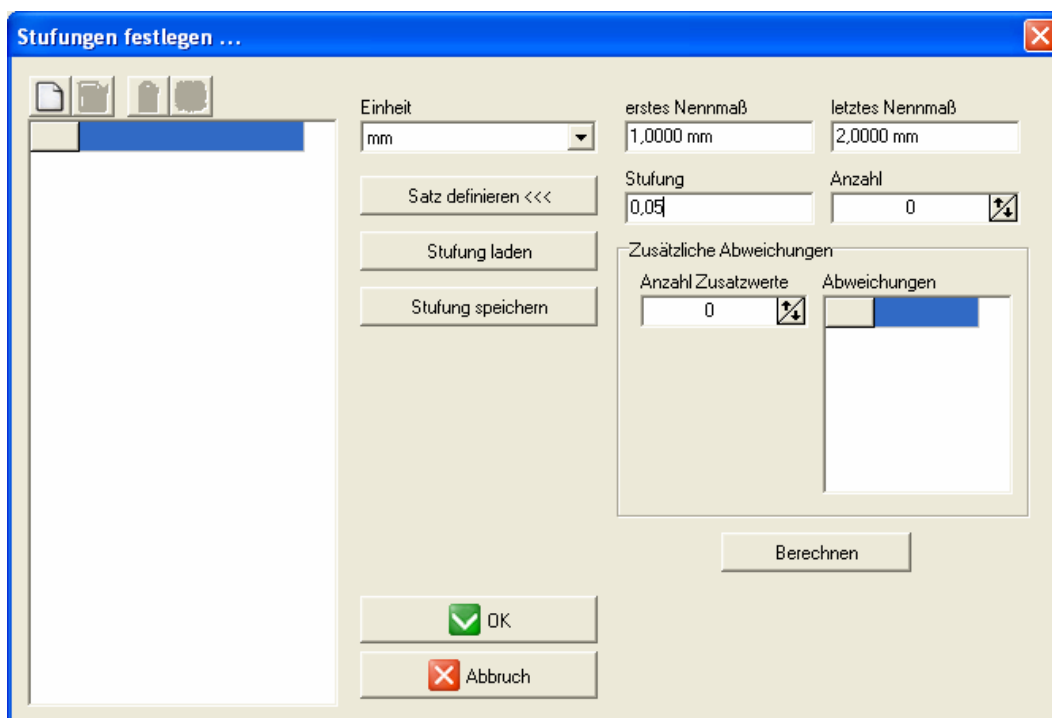 Stufungen festlegen ...
Einheit
mm
Satz definieren <<<
Stufung laden
Stufung speichern
OK
Abbruch
erstes Nennmaß
1,0000 mm
letztes Nennmaß
2,0000 mm
Stufung
0,05
Anzahl
0
Zusätzliche Abweichungen
Anzahl Zusatzwerte
0
Abweichungen
Berechnen